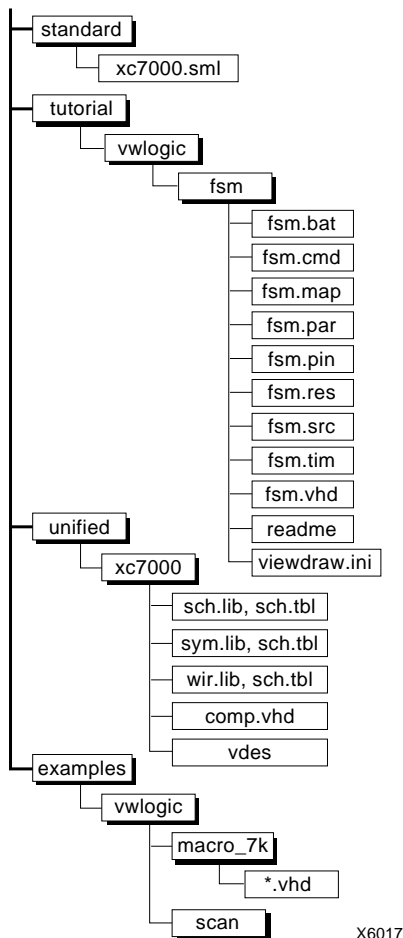 standard
xc7000.sml
tutorial
vwlogic
fsm
fsm.bat
fsm.cmd
fsm.map
fsm.par
fsm.pin
fsm.res
fsm.src
fsm.tim
fsm.vhd
readme
viewdraw.ini
unified
xc7000
sch.lib, sch.tbl
sym.lib, sch.tbl
wir.lib, sch.tbl
comp.vhd
vdes
examples
vwlogic
macro_7k
*.vhd
scan
X6017